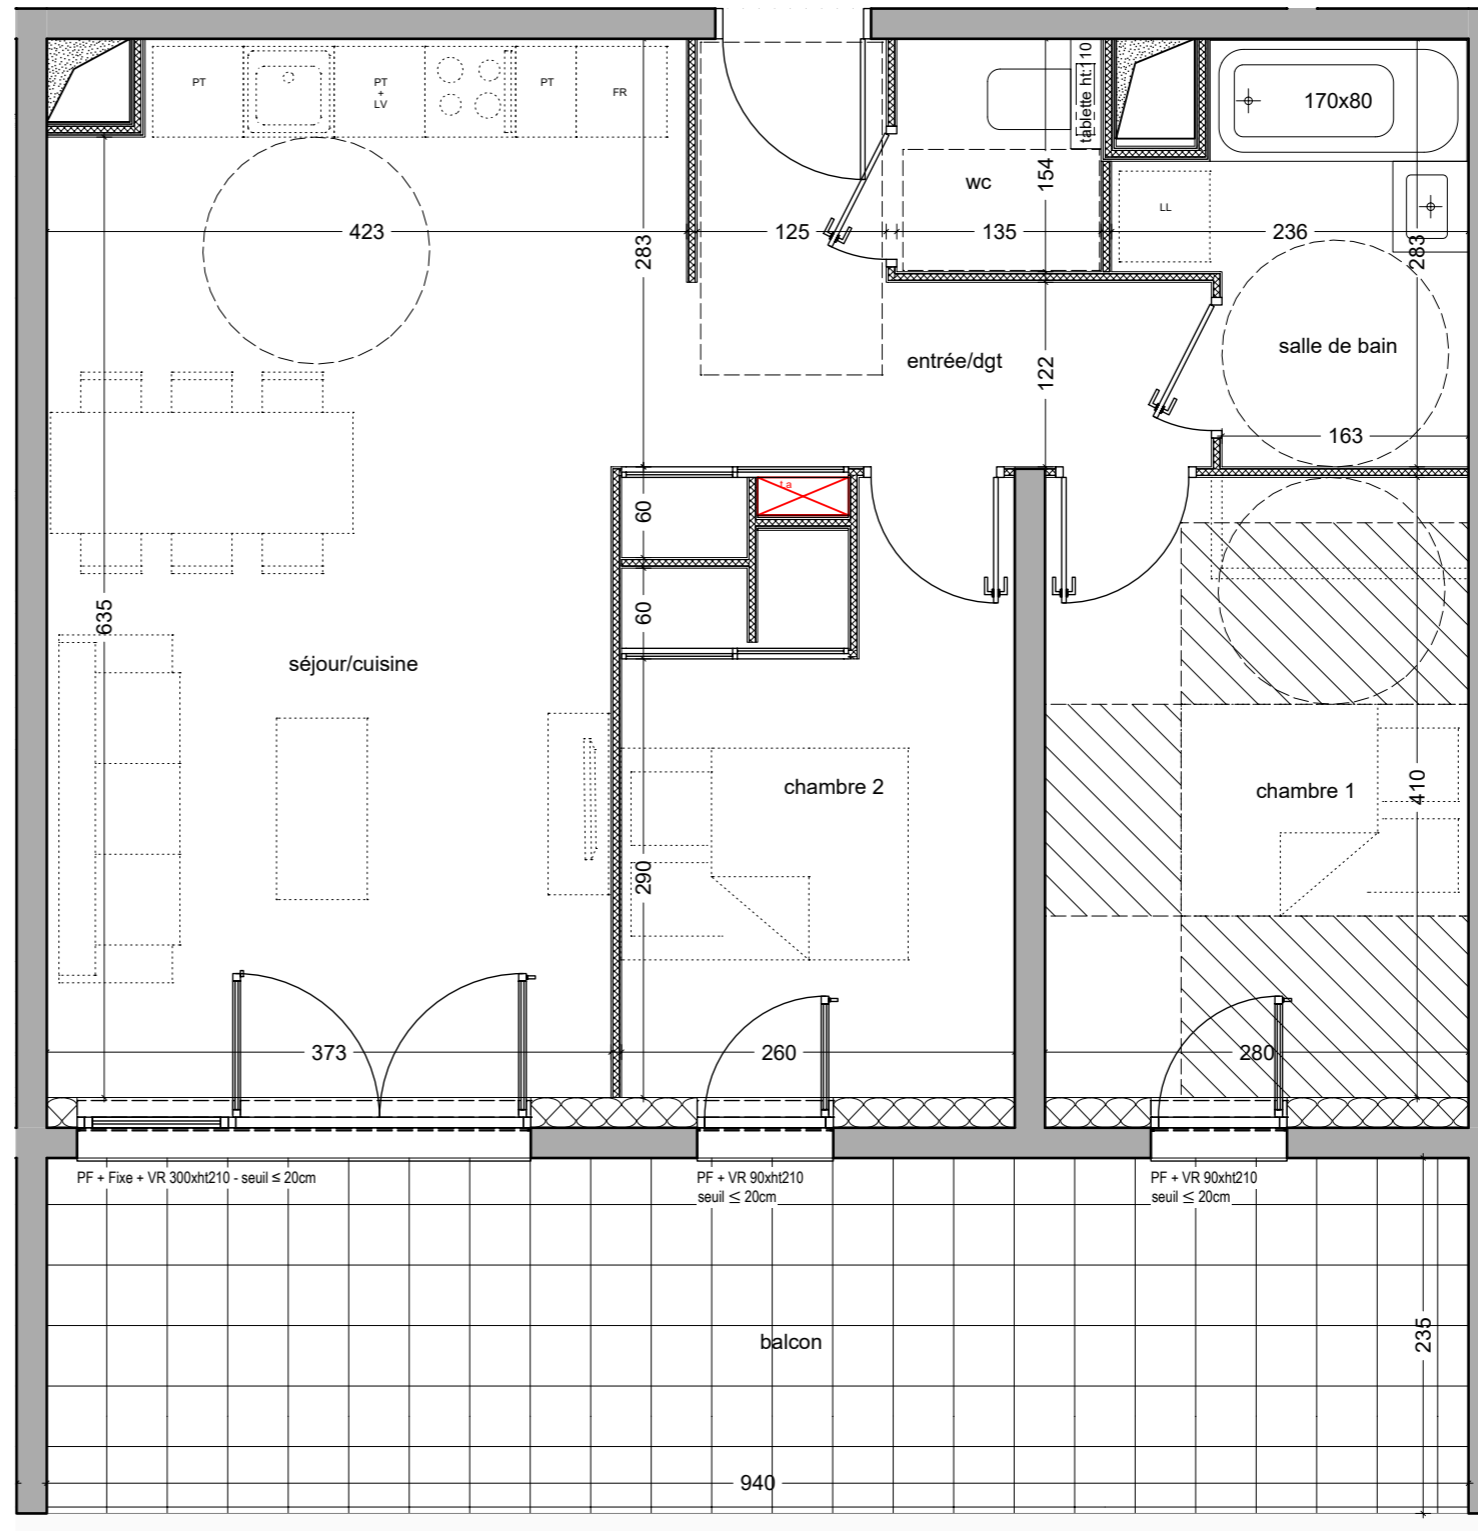 PT
PT
+
LV
PT
FR
tablette ht:110
170x80
wc
154
LL
423
283
125
135
236
283
entrée/dgt
122
salle de bain
163
La
60
60
635
séjour/cuisine
chambre 2
chambre 1
410
290
373
260
280
PF + Fixe + VR 300xht210 - seuil ≤ 20cm
PF + VR 90xht210
seuil ≤ 20cm
PF + VR 90xht210
seuil ≤ 20cm
balcon
235
940